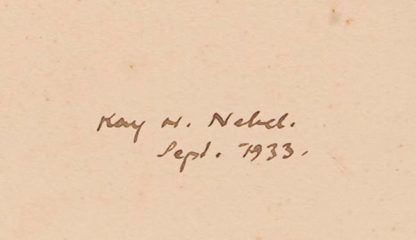 Kay H. Nebel.
Sept. 1933.